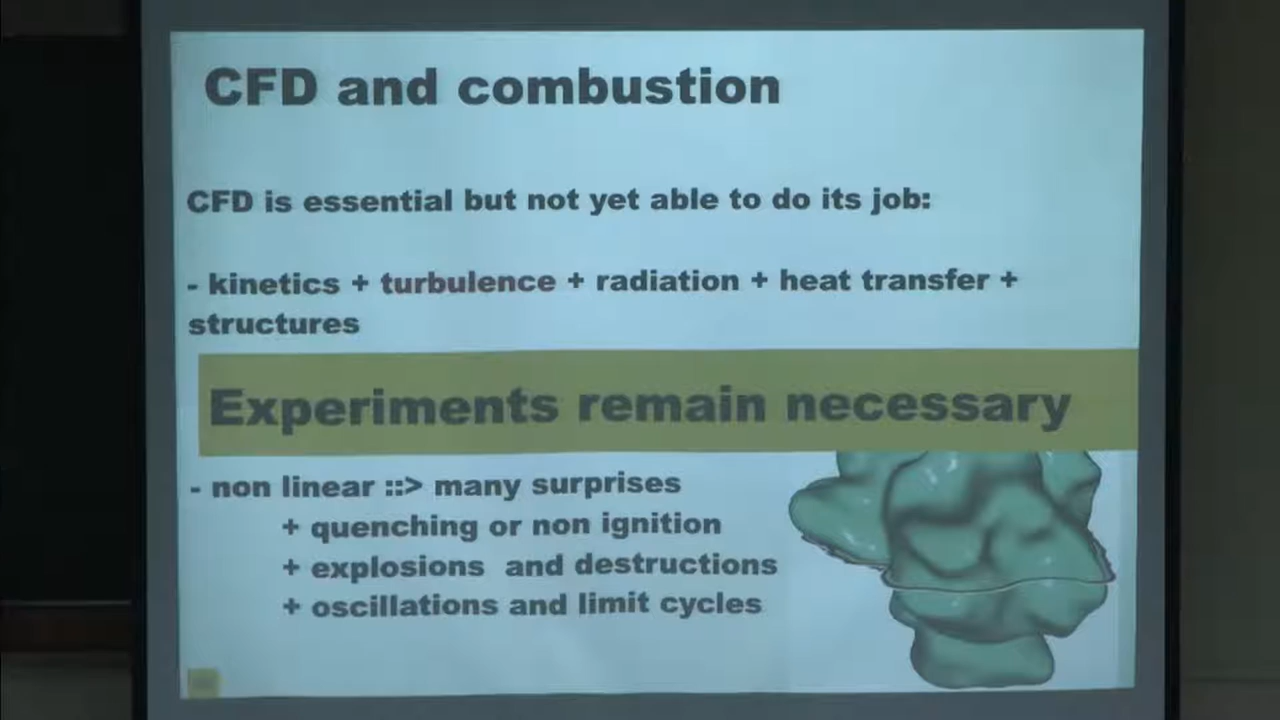 CFD and combustion
CFD is essential but not yet able to do its job:
- kinetics + turbulence + radiation + heat transfer +
structures
Experiments remain necessary
- non linear ::> many surprises
+ quenching or non ignition
+ explosions and destructions
+ oscillations and limit cycles